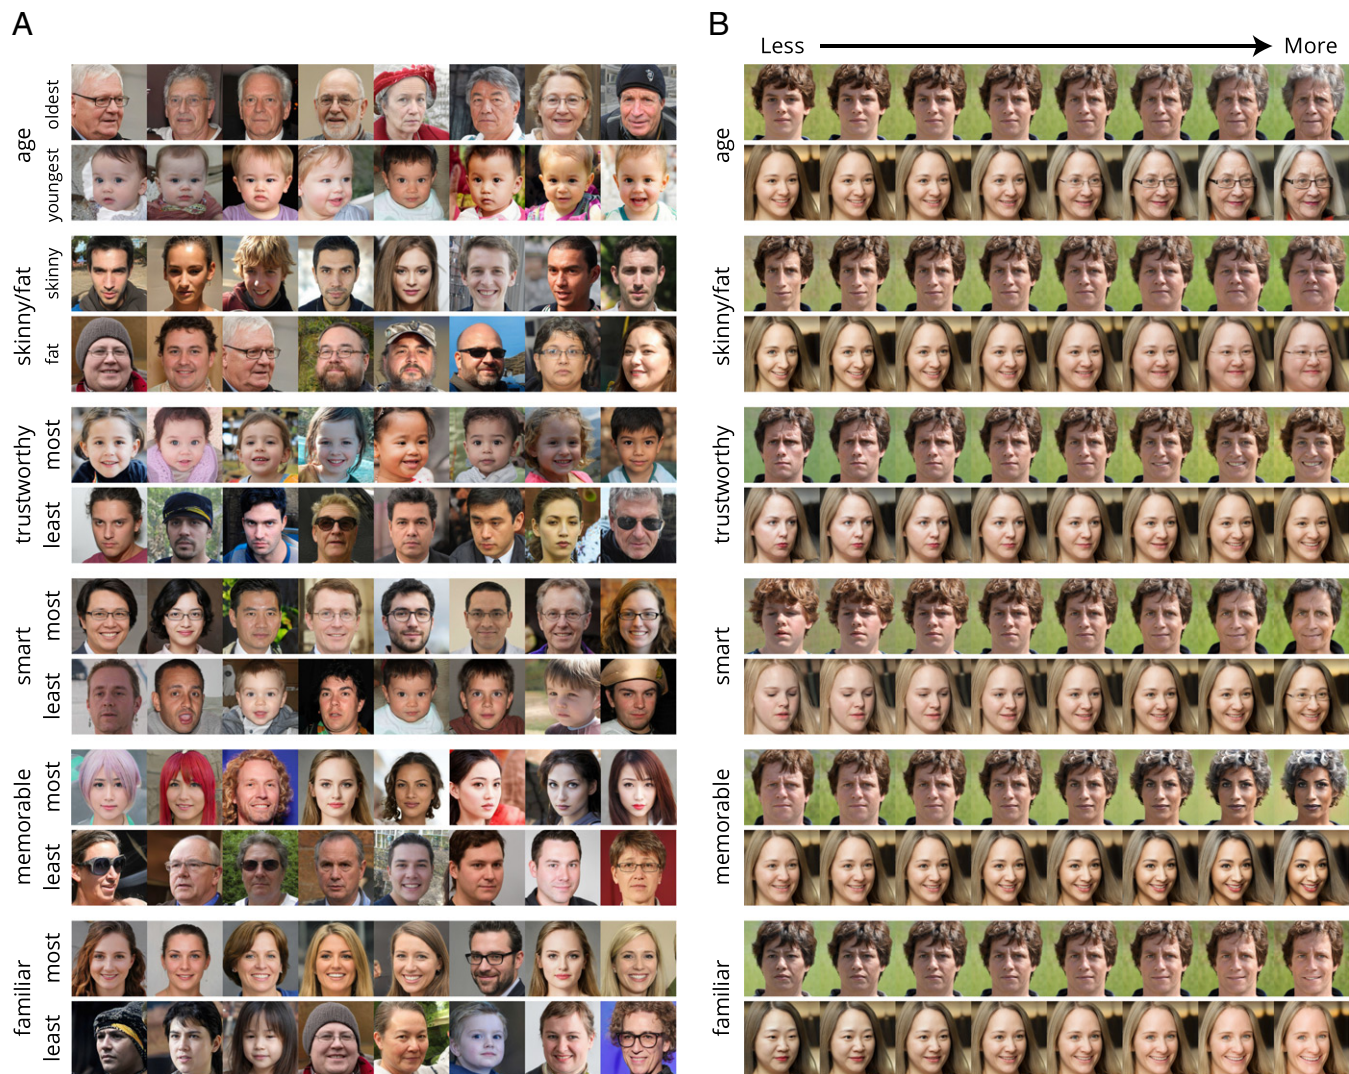 A
B
Less
More
age
oldest
youngest
age
skinny/fat
skinny
fat
skinny/fat
trustworthy
most
least
trustworthy
smart
most
least
smart
memorable
most
least
memorable
familiar
most
least
familiar